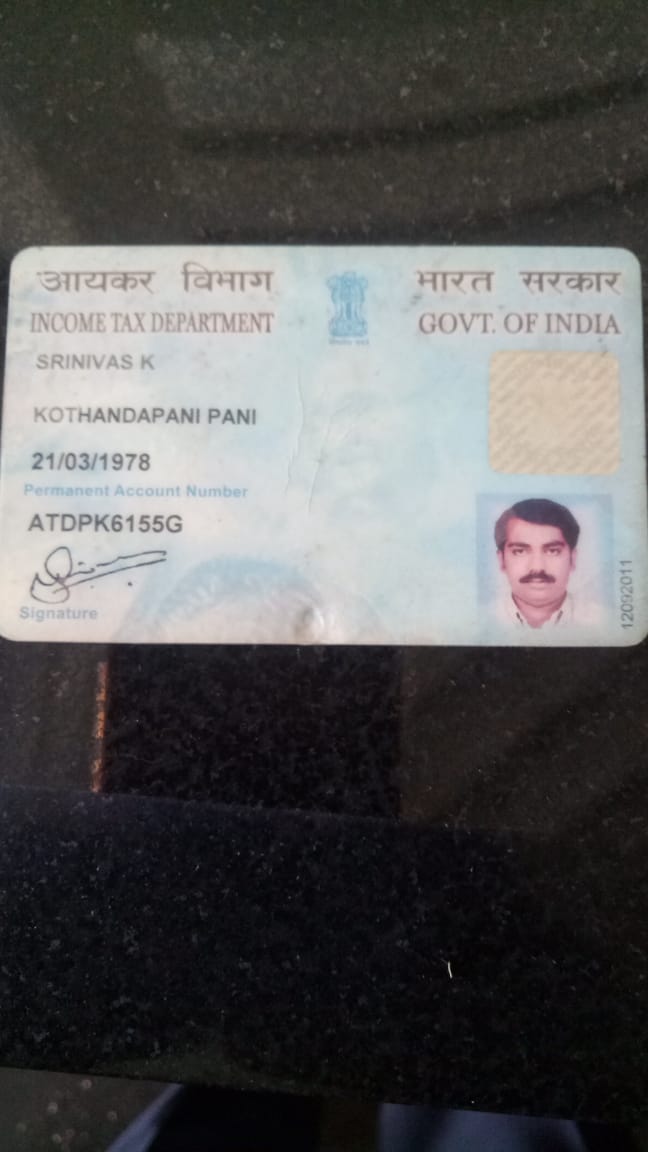 आयकर विभाग
भारत सरकार
INCOME TAX DEPARTMENT
GOVT. OF INDIA
SRINIVAS K
KOTHANDAPANI PANI
21/03/1978
Permanent Account Number
ATDPK6155G
Signature
12092011